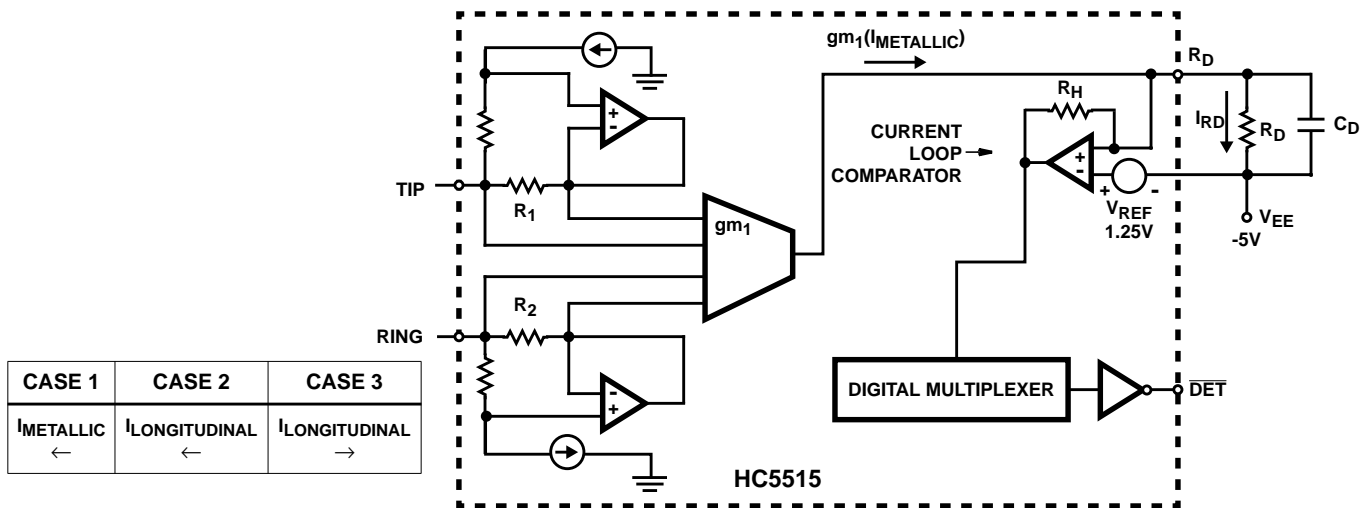 gm1(IMETALLIC)
RD
RH
+
-
CURRENT
LOOP
COMPARATOR
IRD
RD
CD
+
-
TIP
R1
+
-
VREF
1.25V
VEE
-5V
gm1
R2
RING
-
+
DIGITAL MULTIPLEXER
DET
HC5515
CASE 1 CASE 2 CASE 3
IMETALLIC ILONGITUDINAL ILONGITUDINAL
← ← →